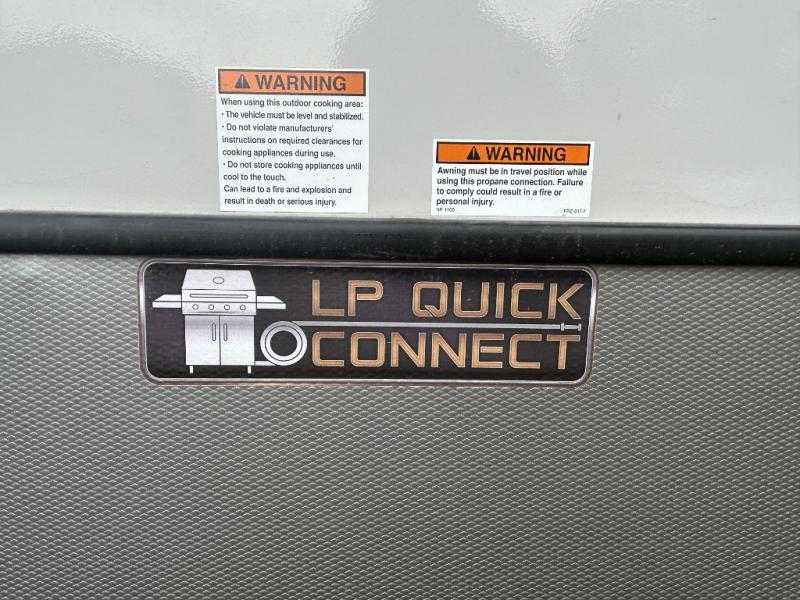 WARNING
When using this outdoor cooking area:
· The vehicle must be level and stabilized.
· Do not violate manufacturers'
instructions on required clearances for
cooking appliances during use.
· Do not store cooking appliances until
cool to the touch.
Can lead to a fire and explosion and
result in death or serious injury.
WARNING
Awning must be in travel position while
using this propane connection. Failure
to comply could result in a fire or
personal injury.
LP QUICK
CONNECT